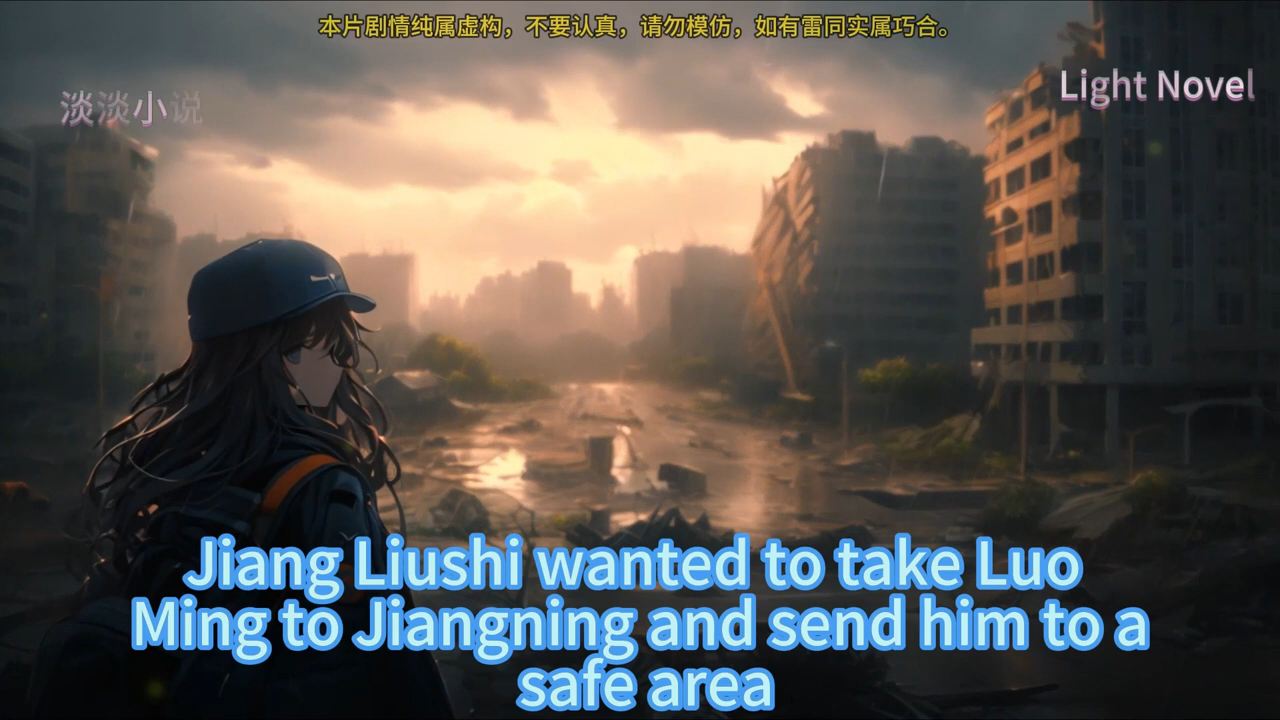 本片剧情纯属虚构，不要认真，请勿模仿，如有雷同实属巧合。
淡淡小说
Light Novel
Jiang Liushi wanted to take Luo
Ming to Jiangning and send him to a
safe area